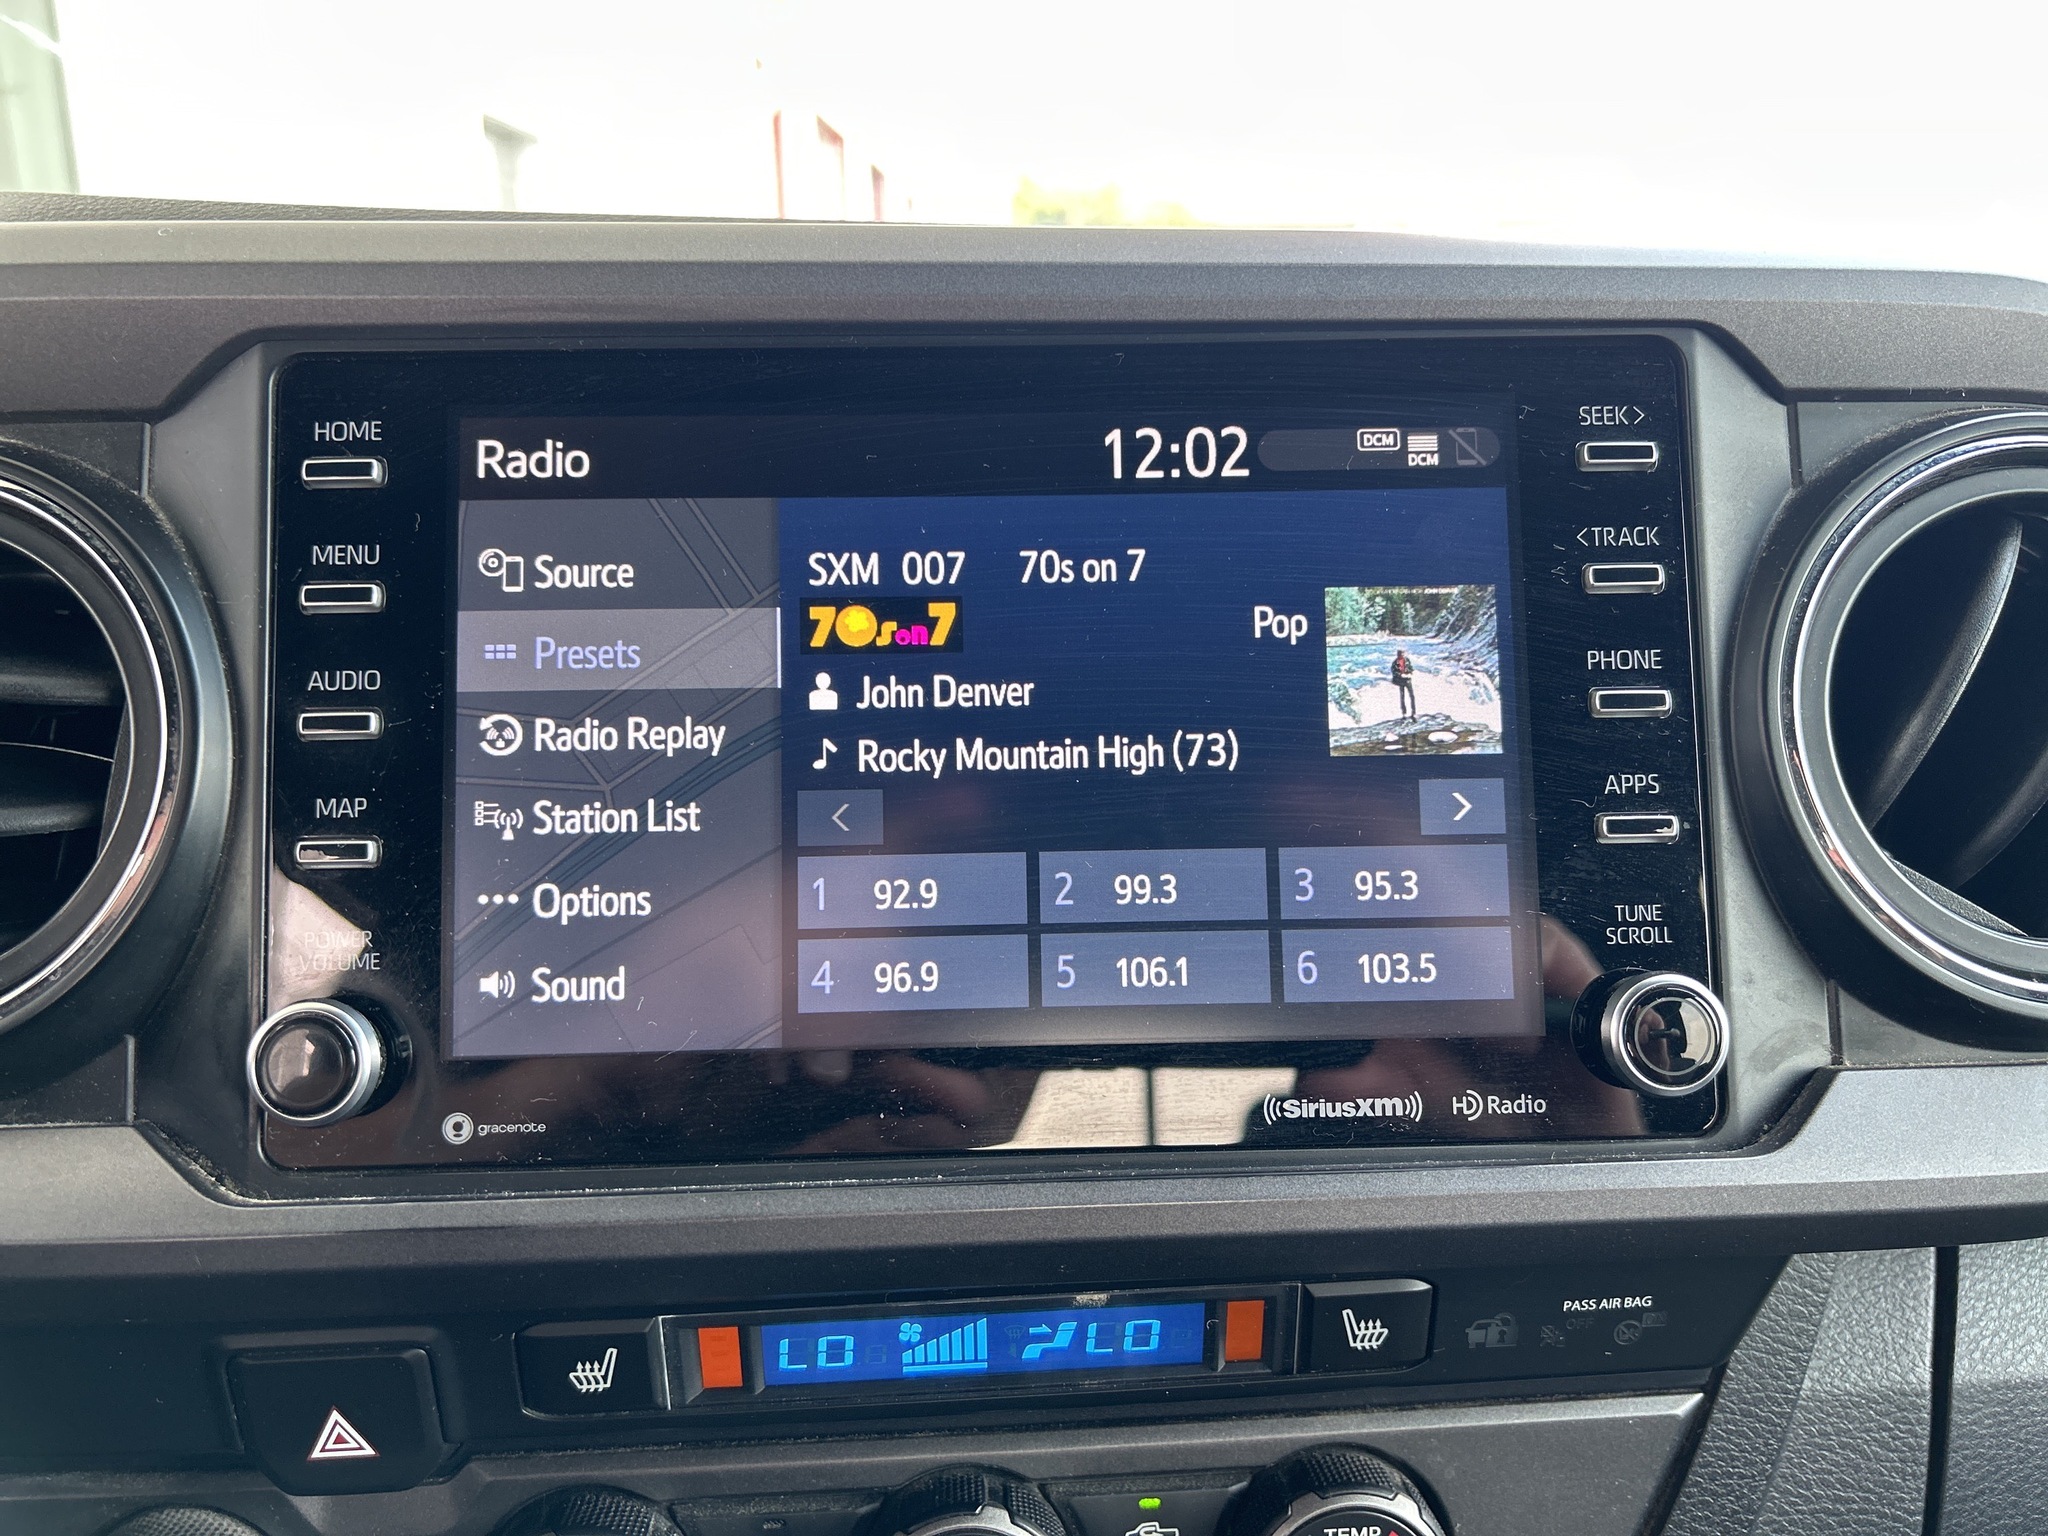 HOME
MENU
AUDIO
MAP
POWER
VOLUME
Radio
12:02
DCM
DCM
Source
Presets
Radio Replay
Station List
Options
Sound
SXM 007 70s on 7
70s on 7
Pop
John Denver
Rocky Mountain High (73)
<
>
1 92.9
2 99.3
3 95.3
4 96.9
5 106.1
6 103.5
SEEK>
<TRACK
PHONE
APPS
TUNE
SCROLL
gracenote
((SiriusXM))
HD Radio
LO LO
PASS AIR BAG
OFF
ON
TEMP